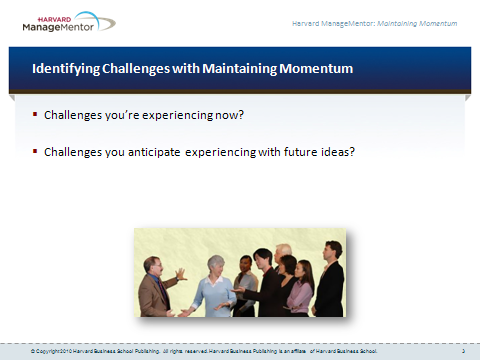 HARVARD
ManageMentor
Harvard ManageMentor: Maintaining Momentum
Identifying Challenges with Maintaining Momentum
▪ Challenges you’re experiencing now?
▪ Challenges you anticipate experiencing with future ideas?
© Copyright 2010 Harvard Business School Publishing. All rights reserved. Harvard Business Publishing is an affiliate of Harvard Business School.
3